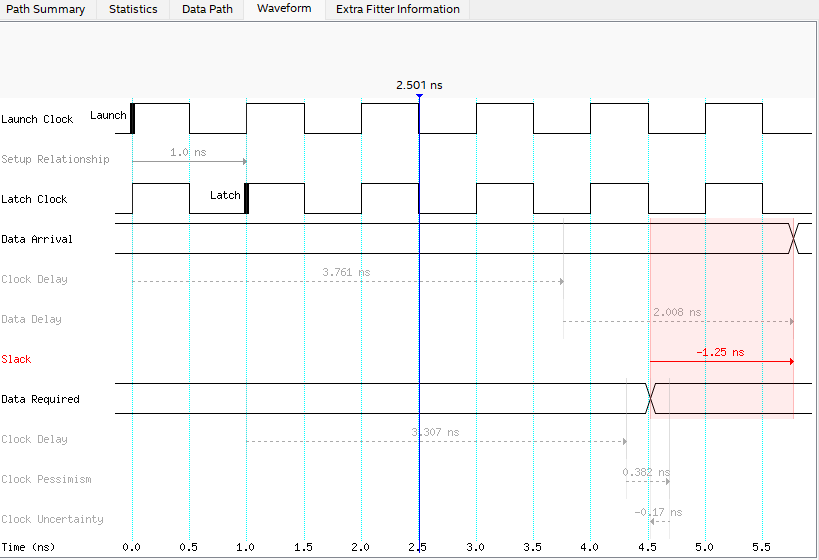 Path Summary Statistics Data Path Waveform Extra Fitter Information
2.501 ns
Launch Clock Launch
Setup Relationship 1.0 ns
Latch Clock Latch
Data Arrival
Clock Delay 3.761 ns
Data Delay 2.008 ns
Slack -1.25 ns
Data Required
Clock Delay 3.307 ns
Clock Pessimism 0.382 ns
Clock Uncertainty -0.17 ns
Time (ns) 0.0 0.5 1.0 1.5 2.0 2.5 3.0 3.5 4.0 4.5 5.0 5.5